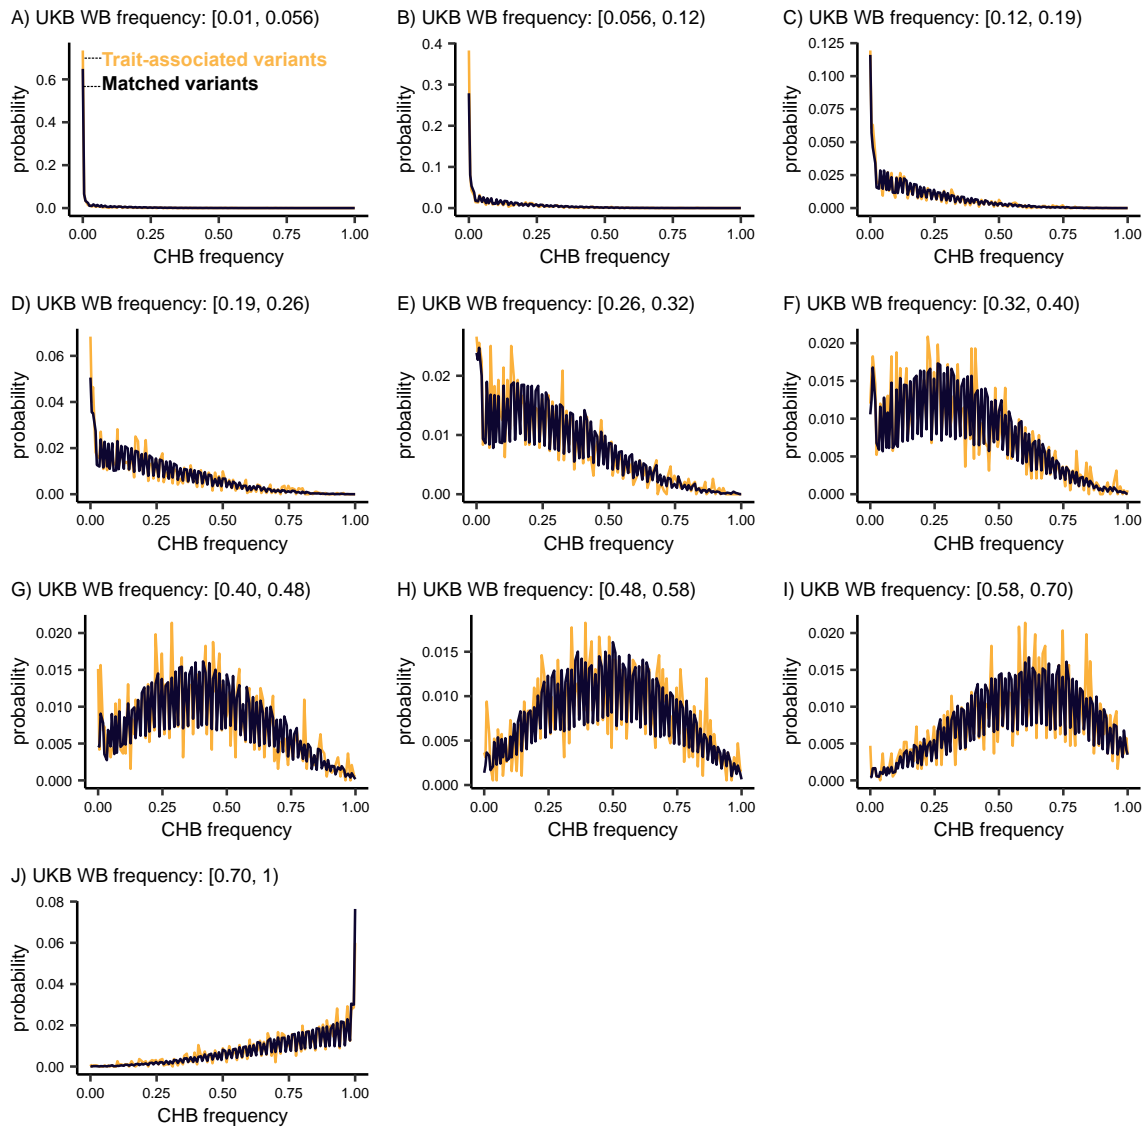 A) UKB WB frequency: [0.01, 0.056)
B) UKB WB frequency: [0.056, 0.12)
C) UKB WB frequency: [0.12, 0.19)
Trait-associated variants
Matched variants
probability
0.6
0.4
0.2
0.0
0.00 0.25 0.50 0.75 1.00
CHB frequency
probability
0.4
0.3
0.2
0.1
0.0
0.00 0.25 0.50 0.75 1.00
CHB frequency
probability
0.125
0.100
0.075
0.050
0.025
0.000
0.00 0.25 0.50 0.75 1.00
CHB frequency
D) UKB WB frequency: [0.19, 0.26)
E) UKB WB frequency: [0.26, 0.32)
F) UKB WB frequency: [0.32, 0.40)
probability
0.06
0.04
0.02
0.00
0.00 0.25 0.50 0.75 1.00
CHB frequency
probability
0.02
0.01
0.00
0.00 0.25 0.50 0.75 1.00
CHB frequency
probability
0.020
0.015
0.010
0.005
0.000
0.00 0.25 0.50 0.75 1.00
CHB frequency
G) UKB WB frequency: [0.40, 0.48)
H) UKB WB frequency: [0.48, 0.58)
I) UKB WB frequency: [0.58, 0.70)
probability
0.020
0.015
0.010
0.005
0.000
0.00 0.25 0.50 0.75 1.00
CHB frequency
probability
0.015
0.010
0.005
0.000
0.00 0.25 0.50 0.75 1.00
CHB frequency
probability
0.020
0.015
0.010
0.005
0.000
0.00 0.25 0.50 0.75 1.00
CHB frequency
J) UKB WB frequency: [0.70, 1)
probability
0.08
0.06
0.04
0.02
0.00
0.00 0.25 0.50 0.75 1.00
CHB frequency